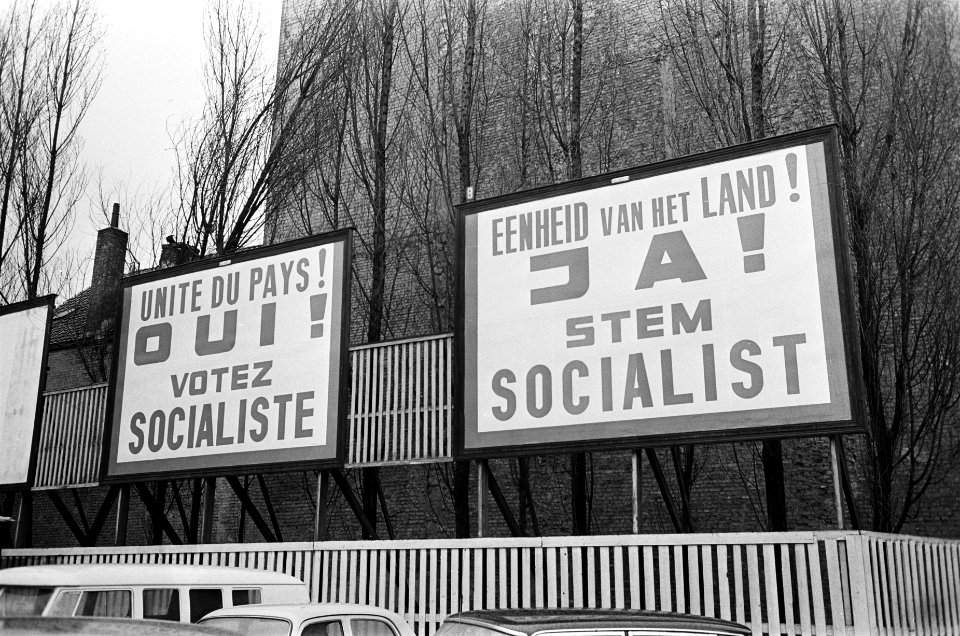 UNITE DU PAYS!
OUI!
VOTEZ
SOCIALISTE
EENHEID VAN HET LAND!
JA!
STEM
SOCIALIST